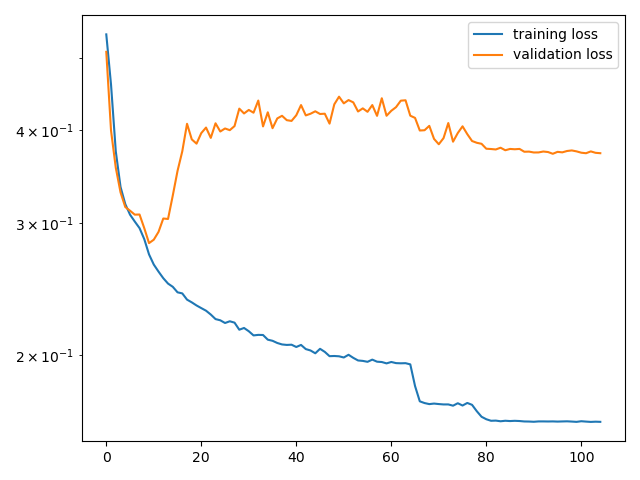 training loss
validation loss
4 × 10⁻¹
3 × 10⁻¹
2 × 10⁻¹
0 20 40 60 80 100